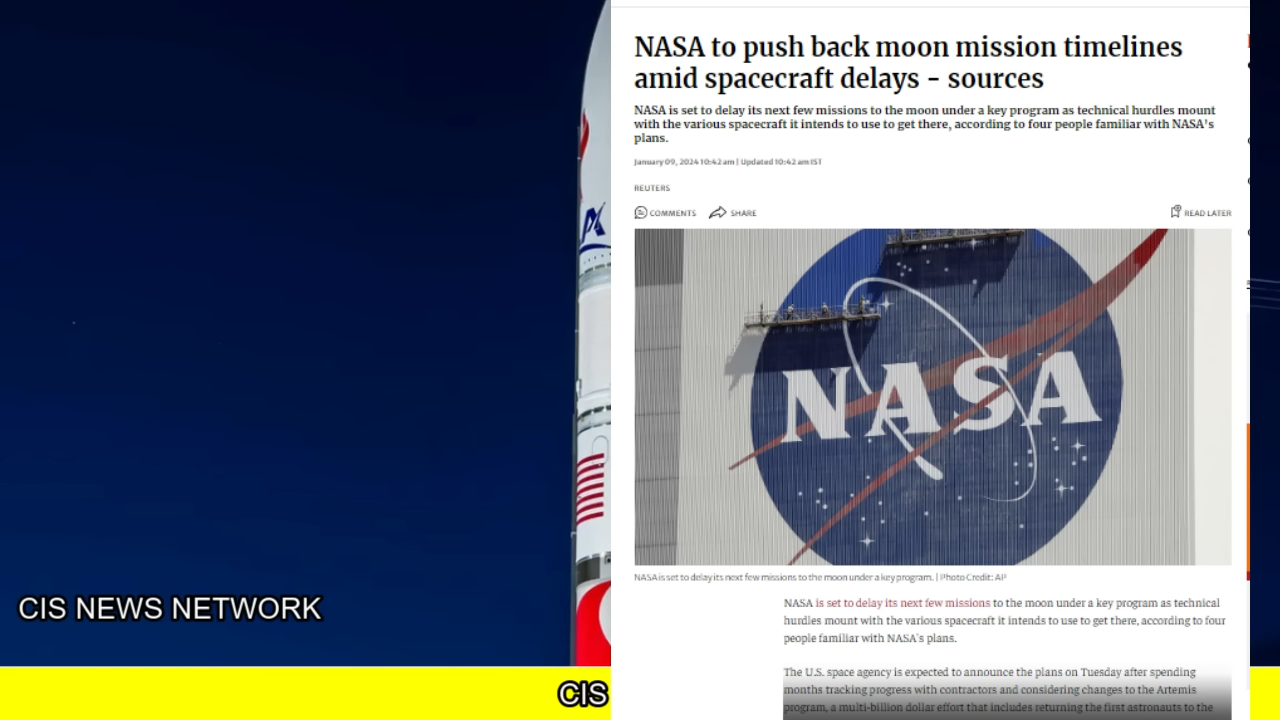 NASA to push back moon mission timelines
amid spacecraft delays - sources
NASA is set to delay its next few missions to the moon under a key program as technical hurdles mount
with the various spacecraft it intends to use to get there, according to four people familiar with NASA's
plans.
January 09, 2024 10:42 am | Updated 10:42 am IST
REUTERS
COMMENTS SHARE READ LATER
NASA
NASA is set to delay its next few missions to the moon under a key program. | Photo Credit: AP
NASA is set to delay its next few missions to the moon under a key program as technical
hurdles mount with the various spacecraft it intends to use to get there, according to four
people familiar with NASA's plans.
The U.S. space agency is expected to announce the plans on Tuesday after spending
months tracking progress with contractors and considering changes to the Artemis
program, a multi-billion dollar effort that includes returning the first astronauts to the
CIS NEWS NETWORK
CIS